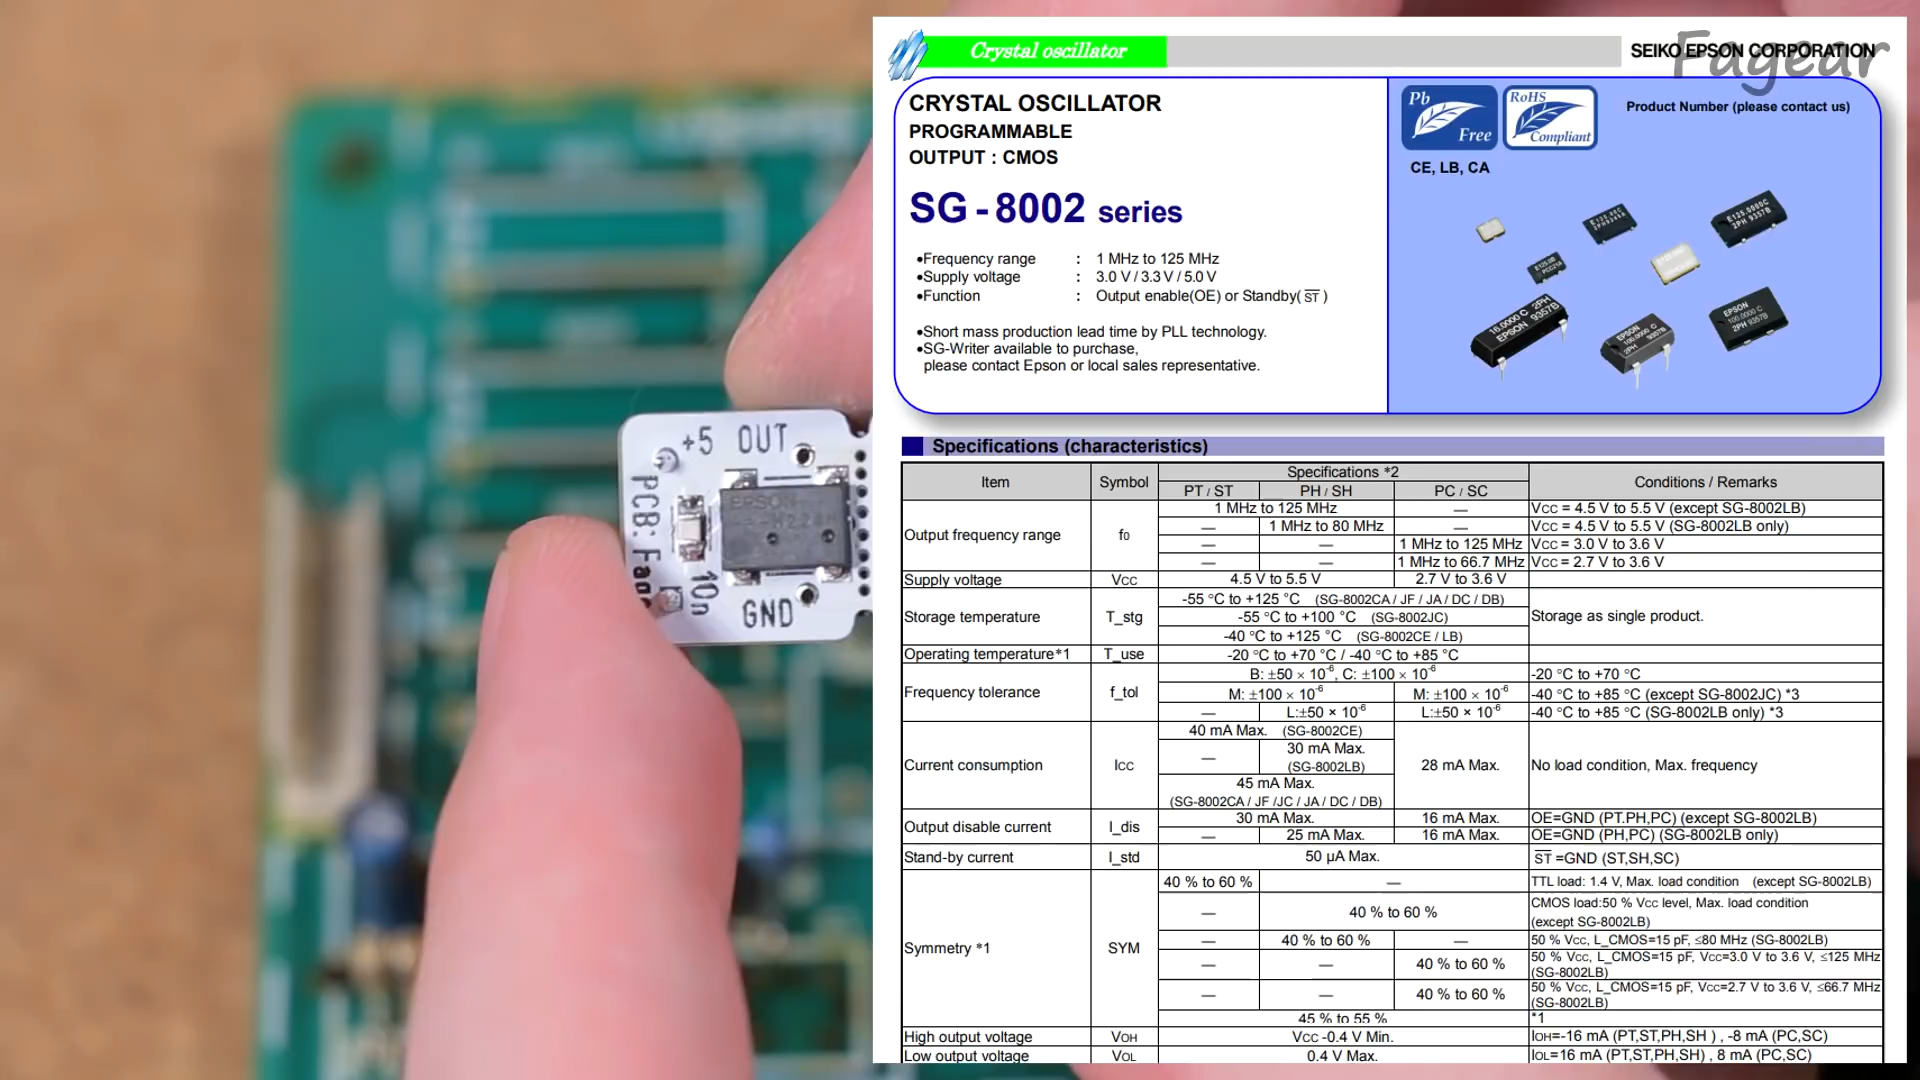 Crystal oscillator
SEIKO EPSON CORPORATION
Fagear
CRYSTAL OSCILLATOR
PROGRAMMABLE
OUTPUT : CMOS
SG - 8002 series
•Frequency range : 1 MHz to 125 MHz
•Supply voltage : 3.0 V / 3.3 V / 5.0 V
•Function : Output enable(OE) or Standby( ST )
•Short mass production lead time by PLL technology.
•SG-Writer available to purchase,
please contact Epson or local sales representative.
Pb Free
RoHS Compliant
Product Number (please contact us)
CE, LB, CA
Specifications (characteristics)
Item Symbol Specifications *2 Conditions / Remarks
PT / ST PH / SH PC / SC
Output frequency range f0 1 MHz to 125 MHz — Vcc = 4.5 V to 5.5 V (except SG-8002LB)
— 1 MHz to 80 MHz — Vcc = 4.5 V to 5.5 V (SG-8002LB only)
— — 1 MHz to 125 MHz Vcc = 3.0 V to 3.6 V
— — 1 MHz to 66.7 MHz Vcc = 2.7 V to 3.6 V
Supply voltage Vcc 4.5 V to 5.5 V 2.7 V to 3.6 V
Storage temperature T_stg -55 °C to +125 °C (SG-8002CA / JF / JA / DC / DB) Storage as single product.
-55 °C to +100 °C (SG-8002JC)
-40 °C to +125 °C (SG-8002CE / LB)
Operating temperature*1 T_use -20 °C to +70 °C / -40 °C to +85 °C
Frequency tolerance f_tol B: ±50 × 10-6, C: ±100 × 10-6 -20 °C to +70 °C
M: ±100 × 10-6 M: ±100 × 10-6 -40 °C to +85 °C (except SG-8002JC) *3
— L:±50 × 10-6 L:±50 × 10-6 -40 °C to +85 °C (SG-8002LB only) *3
Current consumption Icc 40 mA Max. (SG-8002CE) 28 mA Max. No load condition, Max. frequency
— 30 mA Max. (SG-8002LB)
45 mA Max.
(SG-8002CA / JF /JC / JA / DC / DB)
Output disable current I_dis 30 mA Max. 16 mA Max. OE=GND (PT.PH,PC) (except SG-8002LB)
— 25 mA Max. 16 mA Max. OE=GND (PH,PC) (SG-8002LB only)
Stand-by current I_std 50 μA Max. ST =GND (ST,SH,SC)
Symmetry *1 SYM 40 % to 60 % — TTL load: 1.4 V, Max. load condition (except SG-8002LB)
— 40 % to 60 % CMOS load:50 % Vcc level, Max. load condition
(except SG-8002LB)
— 40 % to 60 % — 50 % Vcc, L_CMOS=15 pF, ≤80 MHz (SG-8002LB)
— — 40 % to 60 % 50 % Vcc, L_CMOS=15 pF, Vcc=3.0 V to 3.6 V, ≤125 MHz
(SG-8002LB)
— — 40 % to 60 % 50 % Vcc, L_CMOS=15 pF, Vcc=2.7 V to 3.6 V, ≤66.7 MHz
(SG-8002LB)
45 % to 55 % *1
High output voltage VOH Vcc -0.4 V Min. IOH=-16 mA (PT,ST,PH,SH ) , -8 mA (PC,SC)
Low output voltage VOL 0.4 V Max. IOL=16 mA (PT,ST,PH,SH) , 8 mA (PC,SC)
+5 OUT
PCB:
EPSON
10n
GND